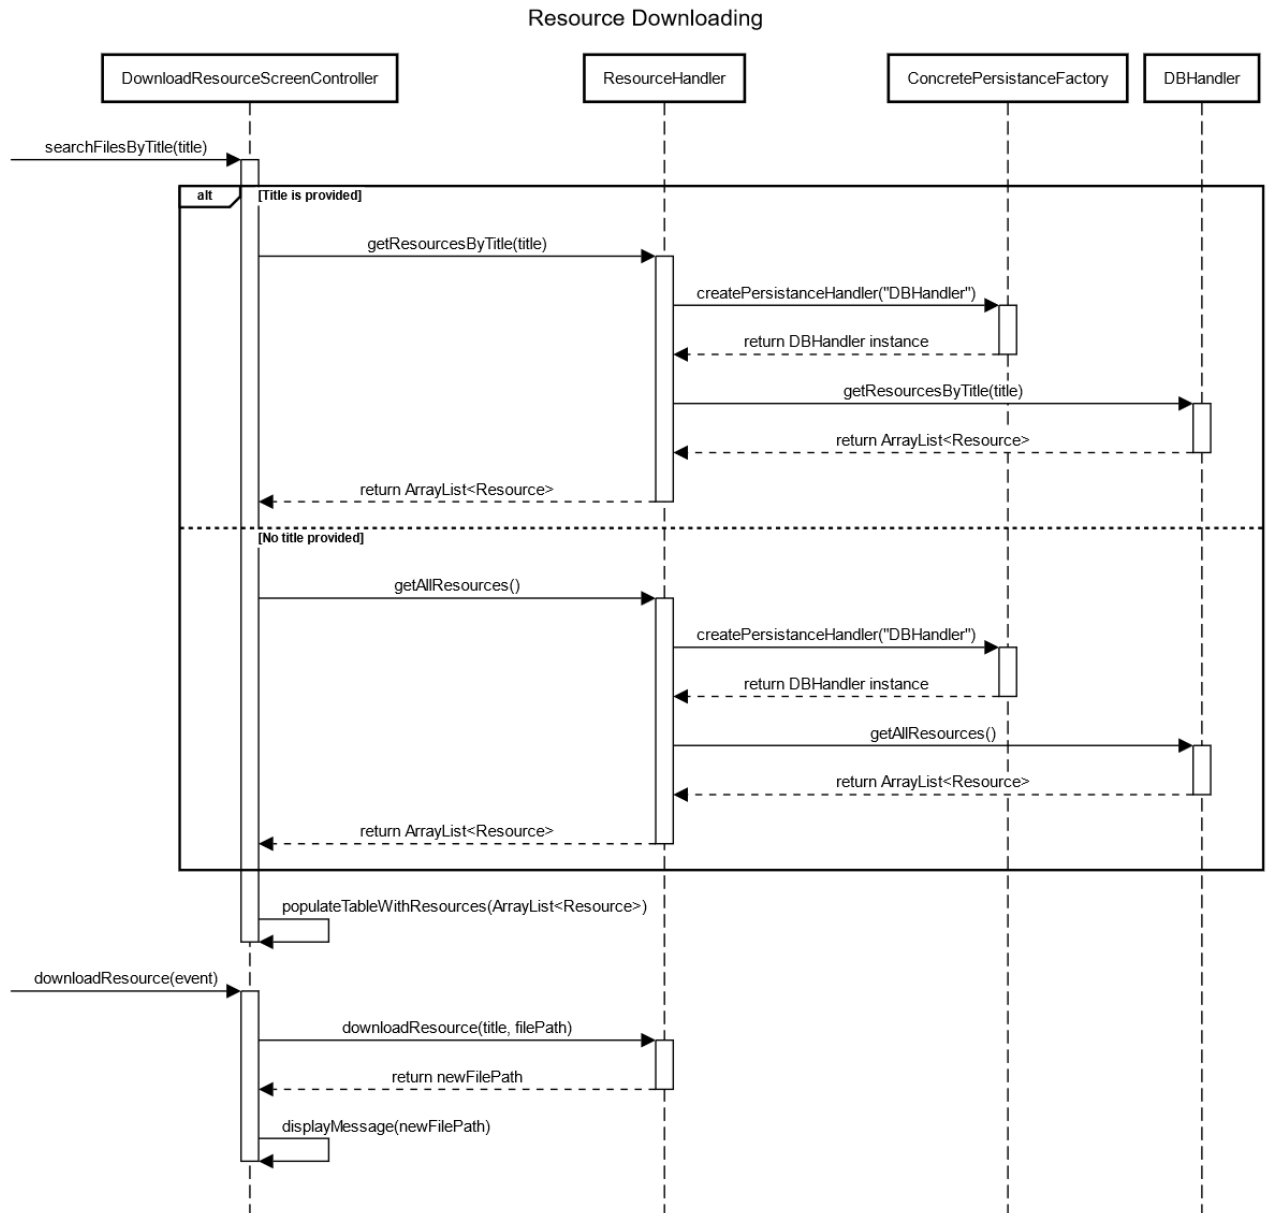 Resource Downloading
DownloadResourceScreenController
ResourceHandler
ConcretePersistanceFactory
DBHandler
searchFilesByTitle(title)
alt
[Title is provided]
getResourcesByTitle(title)
createPersistanceHandler("DBHandler")
return DBHandler instance
getResourcesByTitle(title)
return ArrayList<Resource>
return ArrayList<Resource>
[No title provided]
getAllResources()
createPersistanceHandler("DBHandler")
return DBHandler instance
getAllResources()
return ArrayList<Resource>
return ArrayList<Resource>
populateTableWithResources(ArrayList<Resource>)
downloadResource(event)
downloadResource(title, filePath)
return newFilePath
displayMessage(newFilePath)